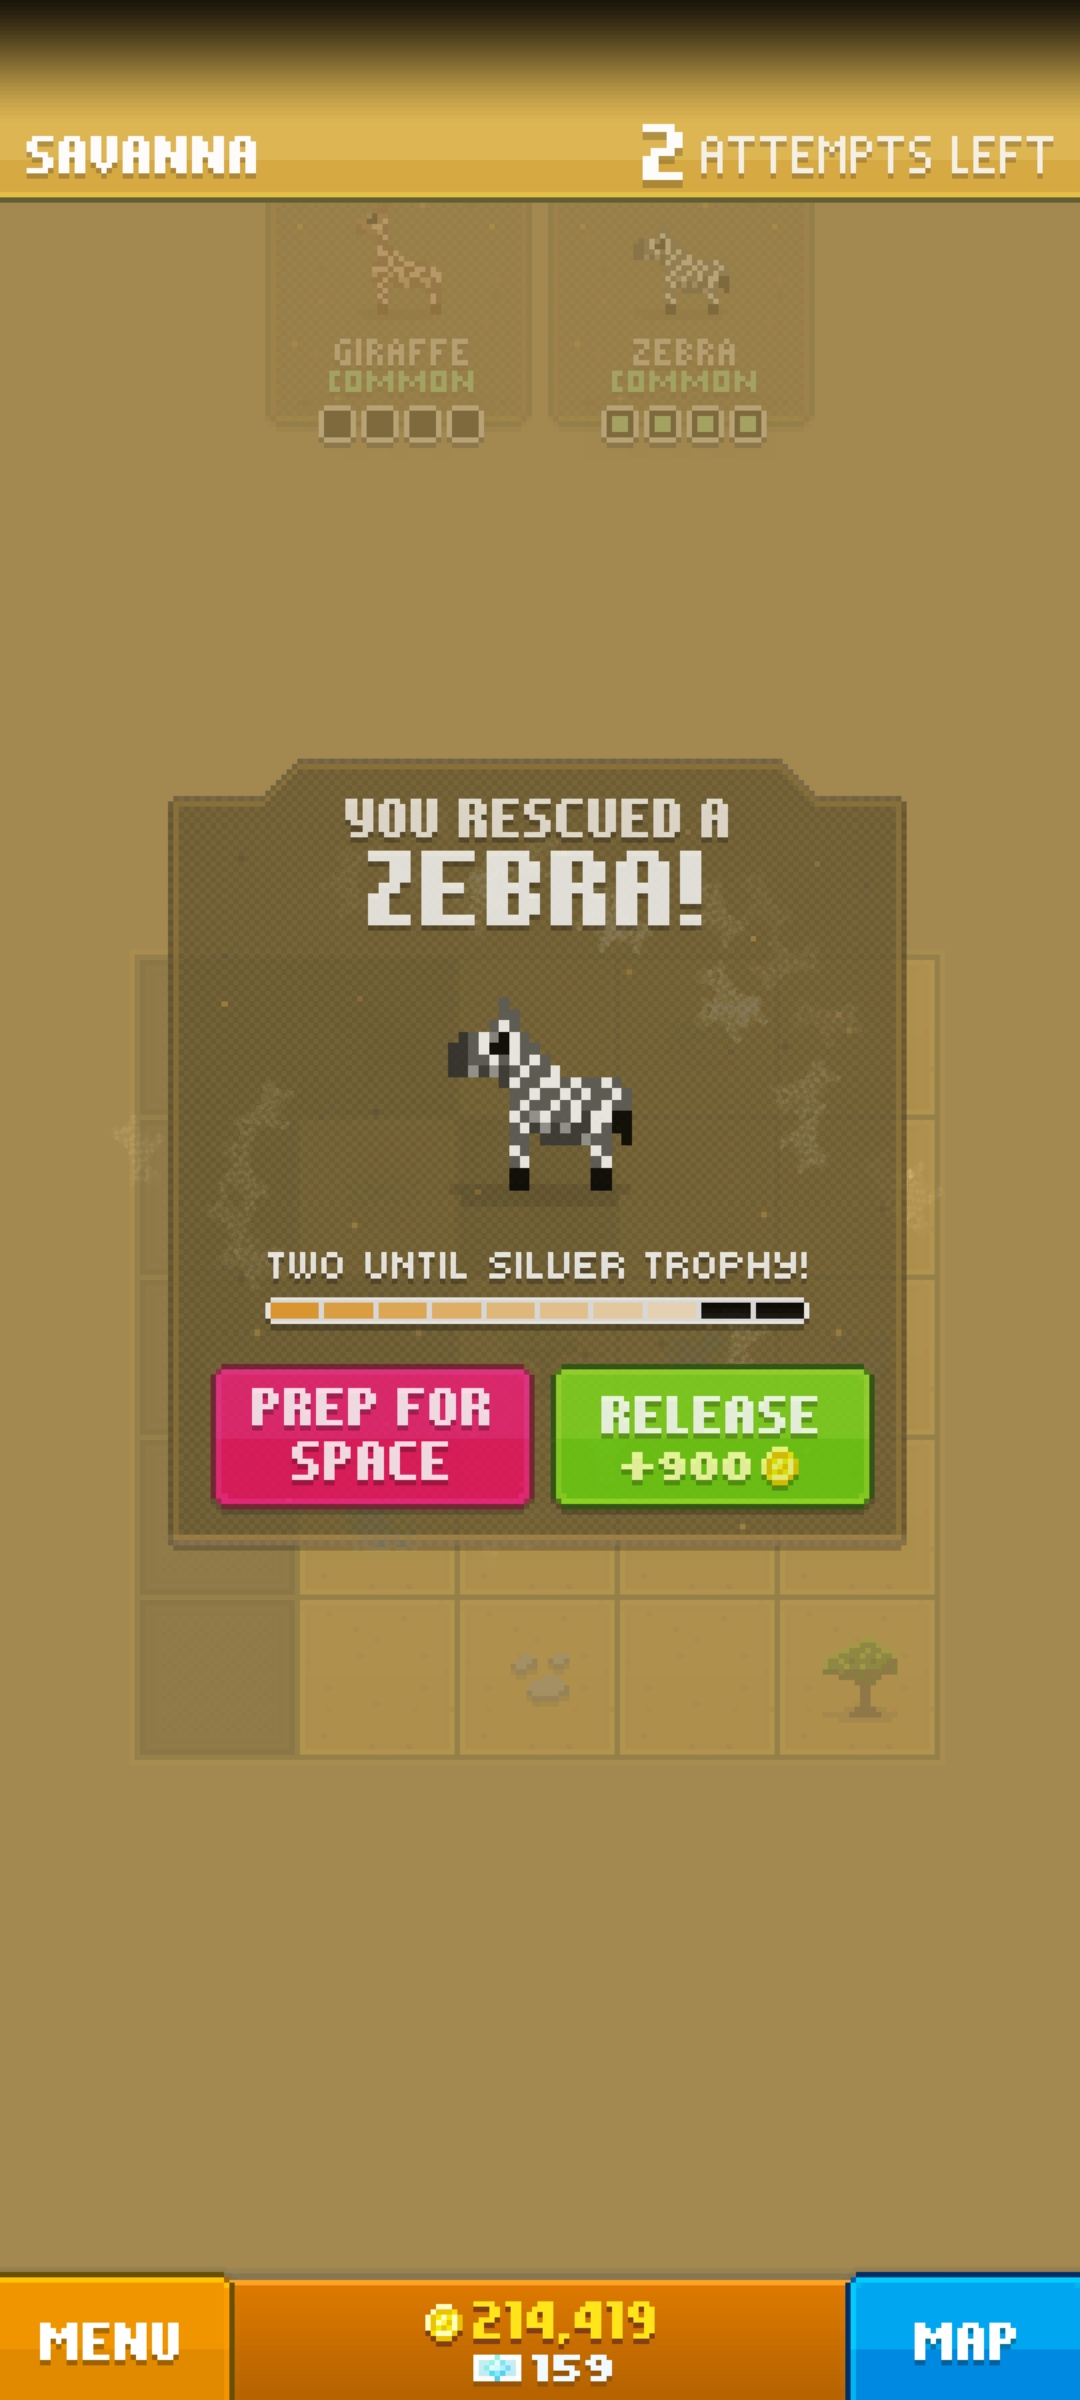 SAVANNA
2 ATTEMPTS LEFT
GIRAFFE
COMMON
ZEBRA
COMMON
YOU RESCUED A
ZEBRA!
TWO UNTIL SILVER TROPHY!
PREP FOR
SPACE
RELEASE
+900
MENU
214,419
159
MAP